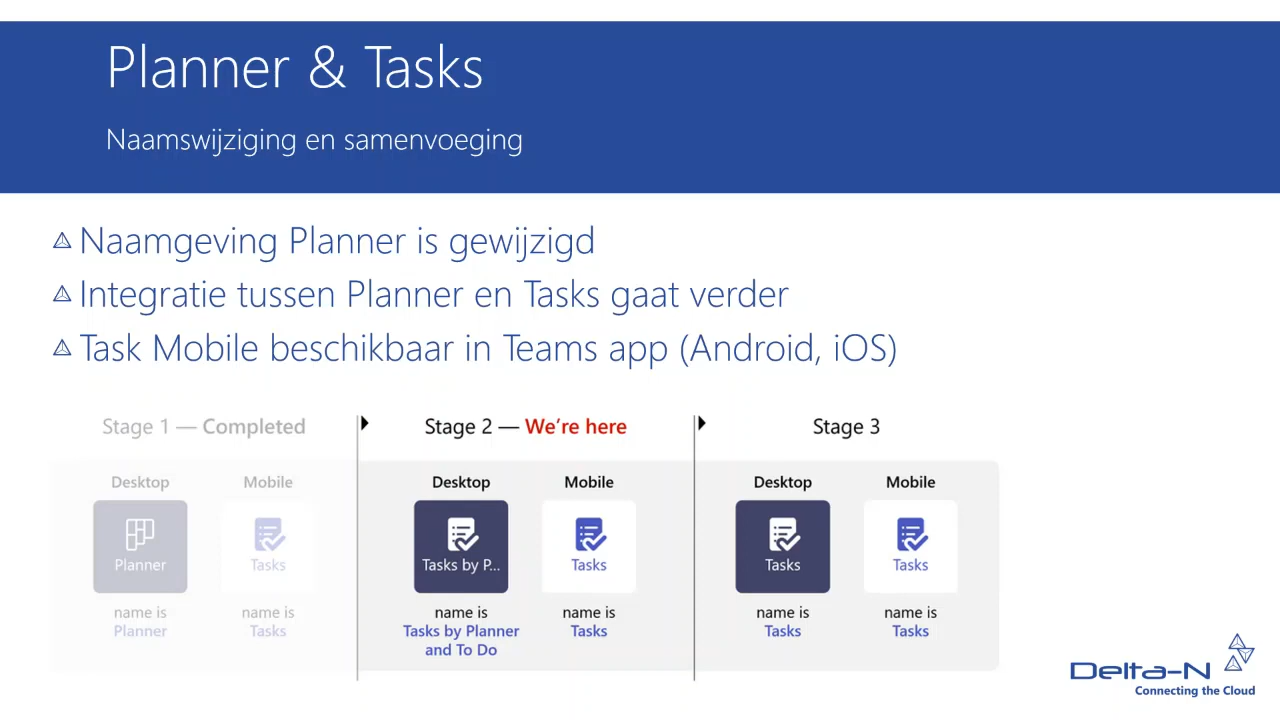 Planner & Tasks
Naamswijziging en samenvoeging
Naamgeving Planner is gewijzigd
Integratie tussen Planner en Tasks gaat verder
Task Mobile beschikbaar in Teams app (Android, iOS)
Stage 1 — Completed
Desktop
Mobile
Planner
Tasks
name is
Planner
name is
Tasks
Stage 2 — We're here
Desktop
Mobile
Tasks by P...
Tasks
name is
Tasks by Planner
and To Do
name is
Tasks
Stage 3
Desktop
Mobile
Tasks
Tasks
name is
Tasks
name is
Tasks
Delta-N
Connecting the Cloud